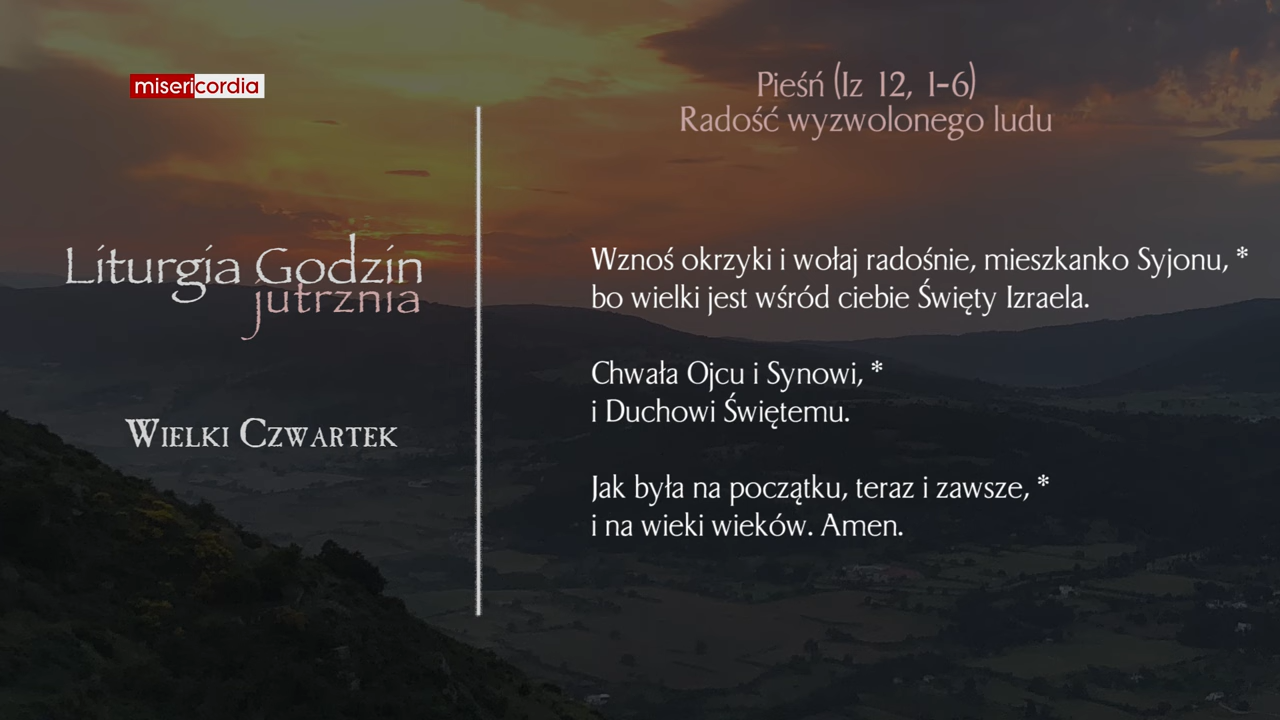 misericordia
Liturgia Godzin
jutrznia
Wielki Czwartek
Pieśń (Iz 12, 1-6)
Radość wyzwolonego ludu
Wznoś okrzyki i wołaj radośnie, mieszkanko Syjonu, *
bo wielki jest wśród ciebie Święty Izraela.
Chwała Ojcu i Synowi, *
i Duchowi Świętemu.
Jak była na początku, teraz i zawsze, *
i na wieki wieków. Amen.